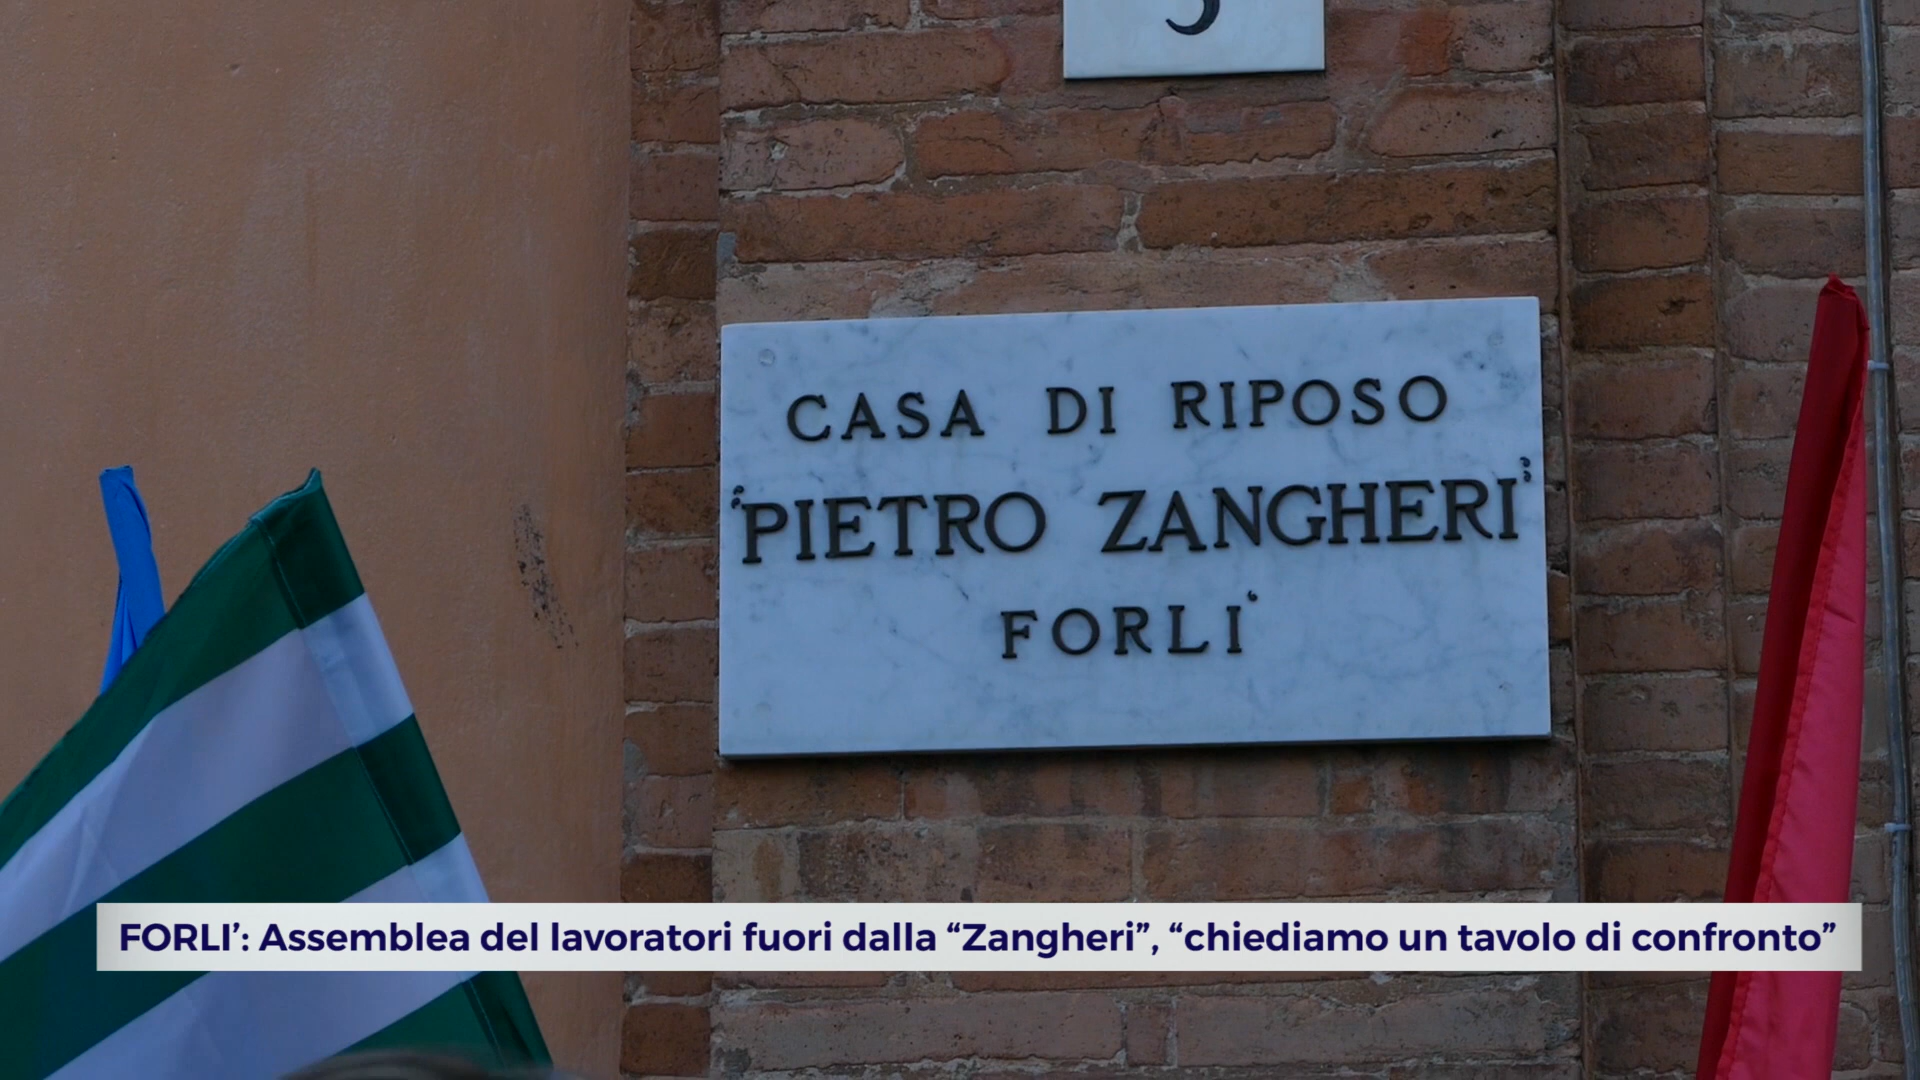 CASA DI RIPOSO
"PIETRO ZANGHERI"
FORLI'
FORLI’: Assemblea del lavoratori fuori dalla “Zangheri”, “chiediamo un tavolo di confronto”